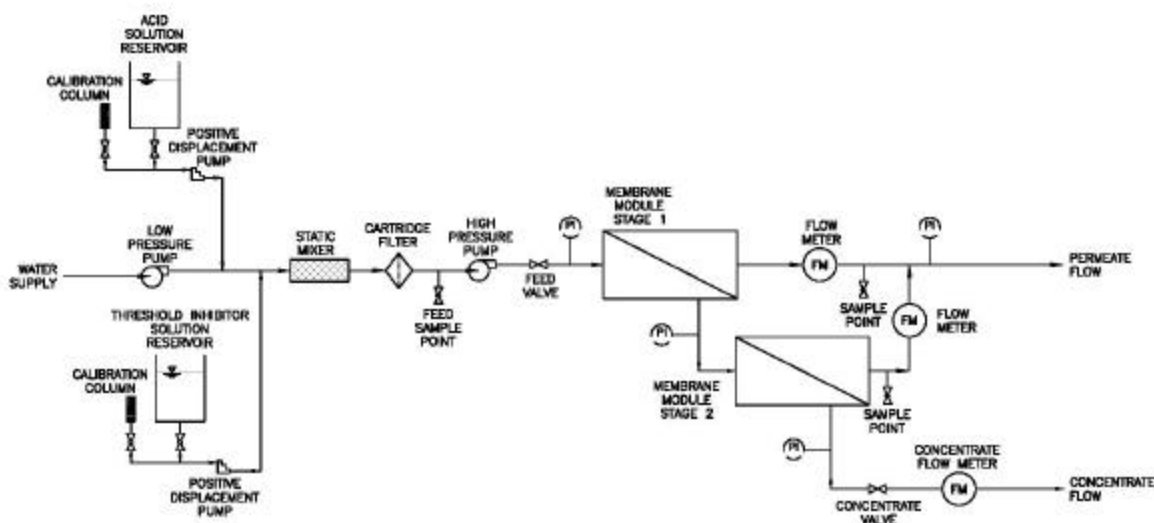 ACID
SOLUTION
RESERVOIR
CALIBRATION
COLUMN
POSITIVE
DISPLACEMENT
PUMP
LOW
PRESSURE
PUMP
WATER
SUPPLY
THRESHOLD INHIBITOR
SOLUTION
RESERVOIR
CALIBRATION
COLUMN
POSITIVE
DISPLACEMENT
PUMP
STATIC
MIXER
CARTRIDGE
FILTER
FEED
SAMPLE
POINT
HIGH
PRESSURE
PUMP
FEED
VALVE
PI
MEMBRANE
MODULE
STAGE 1
FLOW
METER
FM
PI
SAMPLE
POINT
PERMEATE
FLOW
FM
FLOW
METER
PI
MEMBRANE
MODULE
STAGE 2
SAMPLE
POINT
PI
CONCENTRATE
VALVE
CONCENTRATE
FLOW METER
FM
CONCENTRATE
FLOW